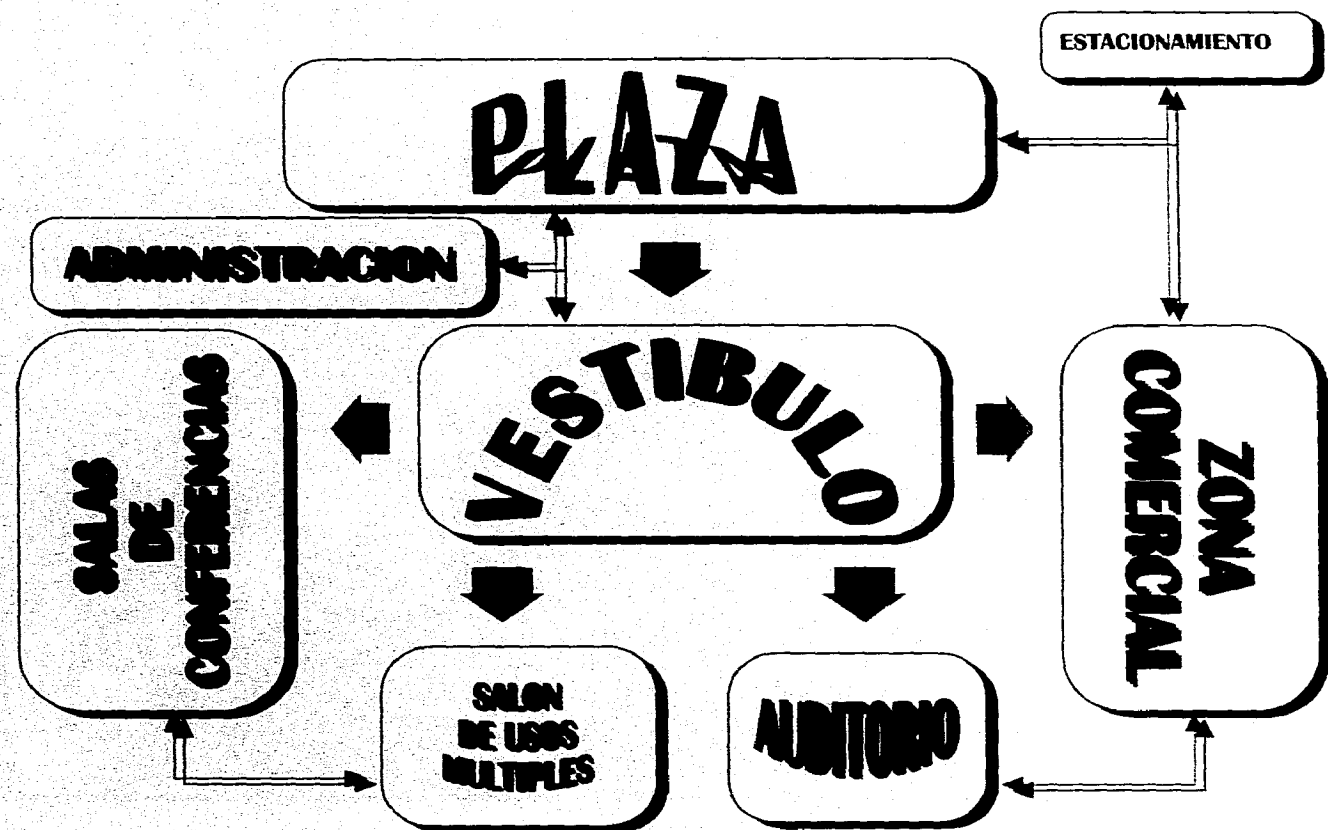 ESTACIONAMIENTO
PLAZA
ADMINISTRACION
VESTIBULO
SALAS
DE
CONFERENCIAS
ZONA
COMERCIAL
SALON
DE USOS
MULTIPLES
AUDITORIO